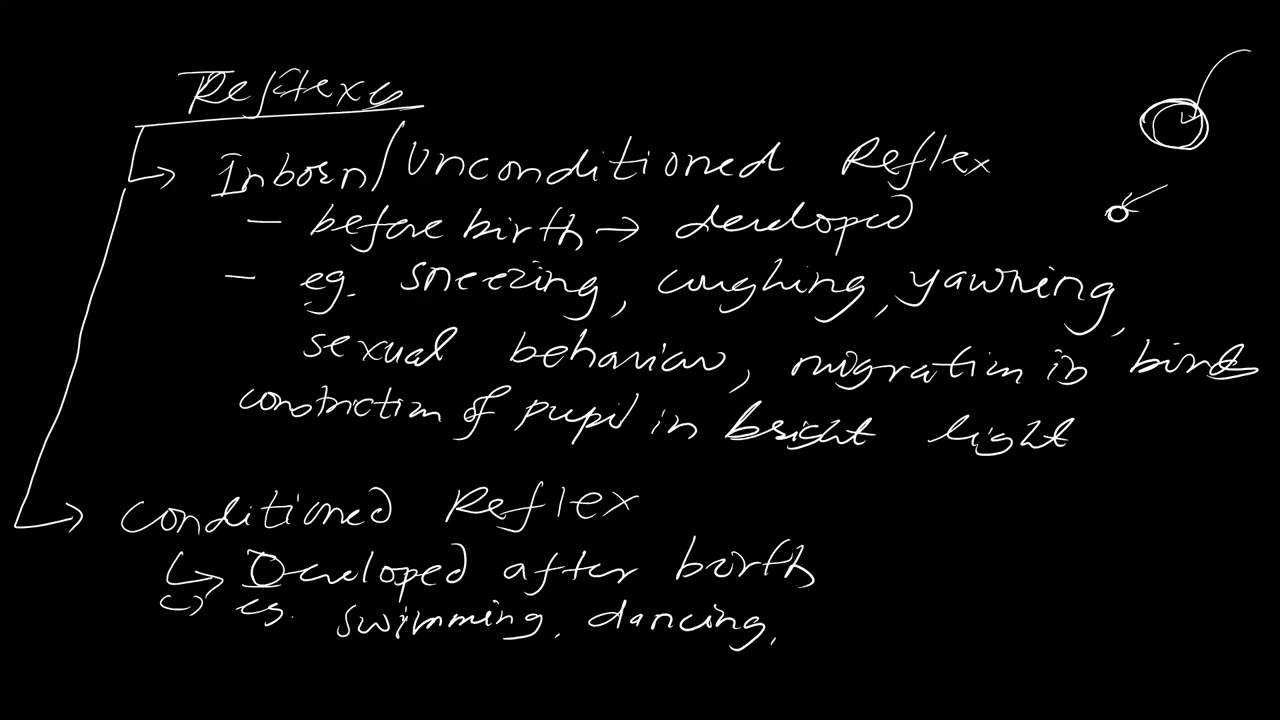 Reflexes
→ Inborn/Unconditioned Reflex
- before birth → developed
- eg. sneezing, coughing, yawning,
sexual behaviour, migration in birds
constriction of pupil in bright light
→ Conditioned Reflex
→ Developed after birth
→ eg. swimming, dancing,